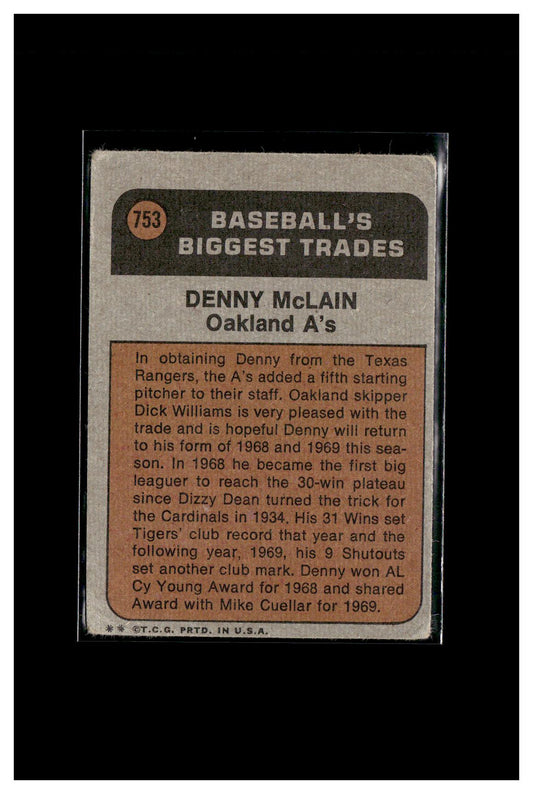 753
BASEBALL'S
BIGGEST TRADES
DENNY McLAIN
Oakland A's
In obtaining Denny from the Texas
Rangers, the A's added a fifth starting
pitcher to their staff. Oakland skipper
Dick Williams is very pleased with the
trade and is hopeful Denny will return
to his form of 1968 and 1969 this sea-
son. In 1968 he became the first big
leaguer to reach the 30-win plateau
since Dizzy Dean turned the trick for
the Cardinals in 1934. His 31 Wins set
Tigers' club record that year and the
following year, 1969, his 9 Shutouts
set another club mark. Denny won AL
Cy Young Award for 1968 and shared
Award with Mike Cuellar for 1969.
** ©T.C.G. PRTD. IN U.S.A.